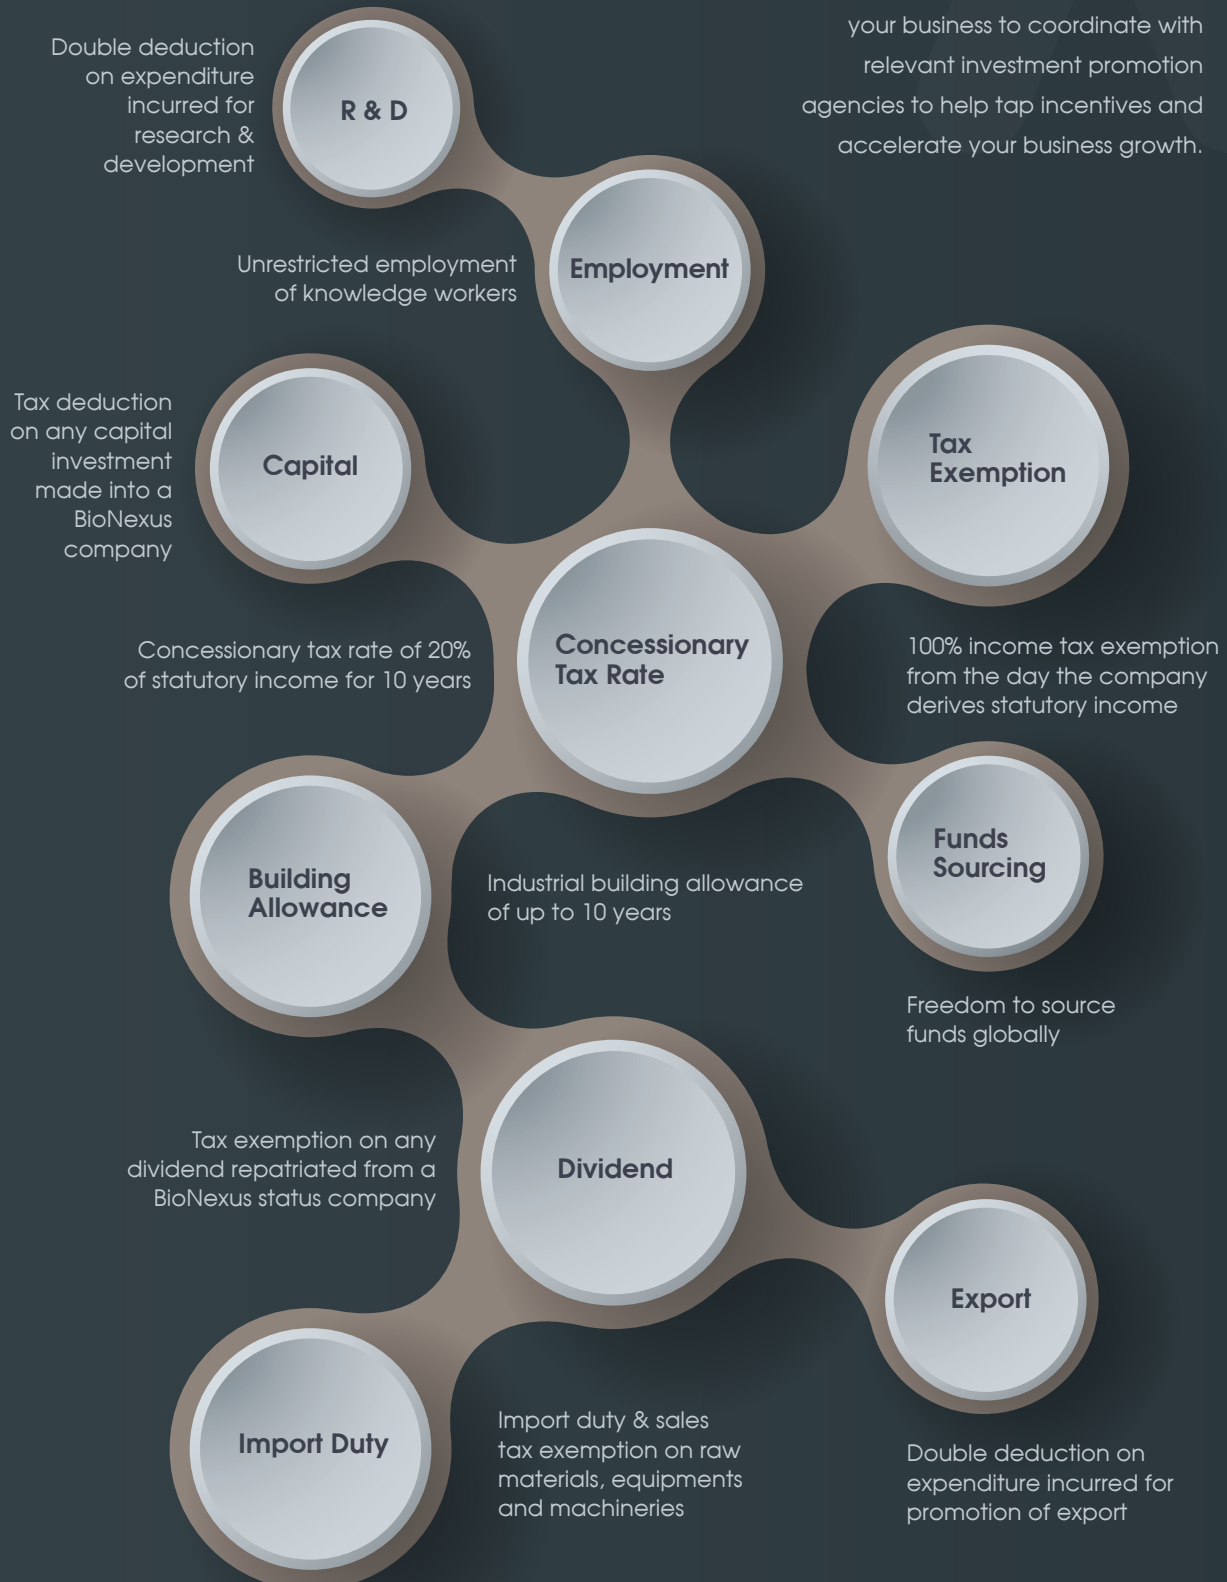 your business to coordinate with
relevant investment promotion
agencies to help tap incentives and
accelerate your business growth.
Double deduction
on expenditure
incurred for
research &
development
R & D
Unrestricted employment
of knowledge workers
Employment
Tax deduction
on any capital
investment
made into a
BioNexus
company
Capital
Tax
Exemption
100% income tax exemption
from the day the company
derives statutory income
Concessionary tax rate of 20%
of statutory income for 10 years
Concessionary
Tax Rate
Building
Allowance
Industrial building allowance
of up to 10 years
Funds
Sourcing
Freedom to source
funds globally
Tax exemption on any
dividend repatriated from a
BioNexus status company
Dividend
Export
Double deduction on
expenditure incurred for
promotion of export
Import Duty
Import duty & sales
tax exemption on raw
materials, equipments
and machineries